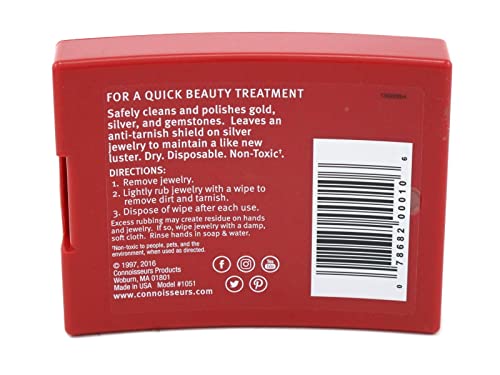 FOR A QUICK BEAUTY TREATMENT
Safely cleans and polishes gold,
silver, and gemstones. Leaves an
anti-tarnish shield on silver
jewelry to maintain a like new
luster. Dry. Disposable. Non-Toxic†.
DIRECTIONS:
1. Remove jewelry.
2. Lightly rub jewelry with a wipe to
remove dirt and tarnish.
3. Dispose of wipe after each use.
Excess rubbing may create residue on hands
and jewelry. If so, wipe jewelry with a damp,
soft cloth. Rinse hands in soap & water.
†Non-toxic to people, pets, and the
environment, when used as directed.
© 1997, 2016
Connoisseurs Products
Woburn, MA 01801
Made in USA Model #1051
www.connoisseurs.com
You Tube
0 78682 00010 6